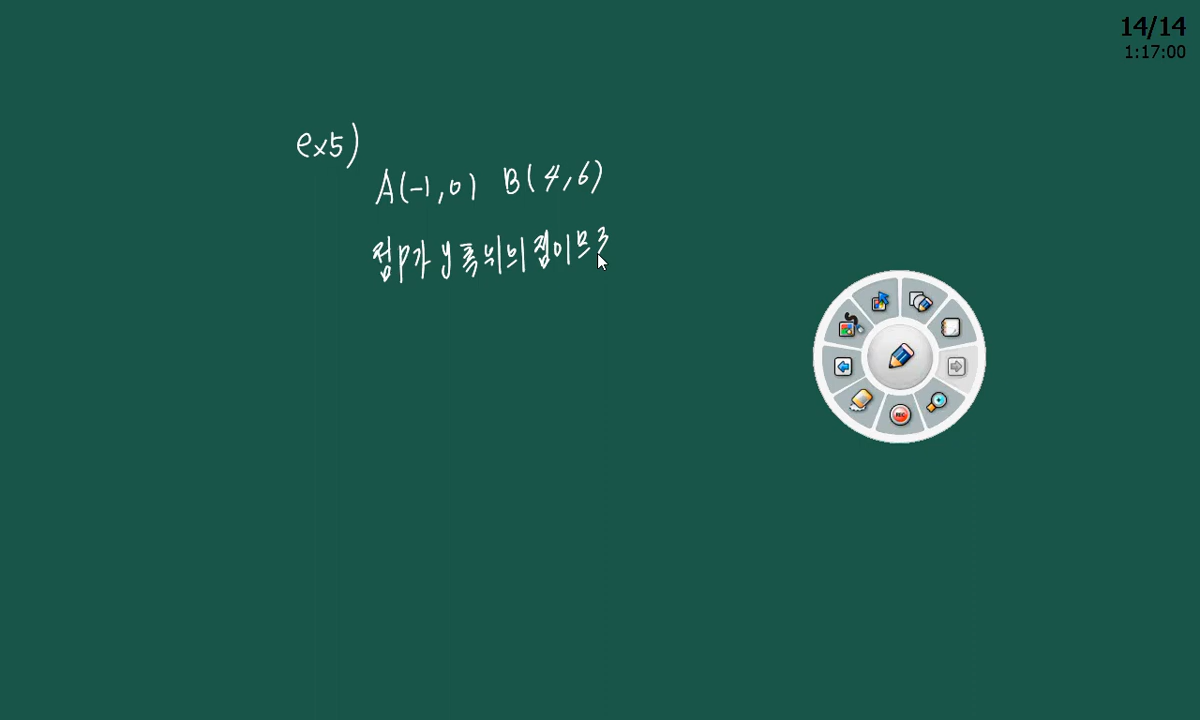 14/14
1:17:00
ex5)
A(-1,0) B(4,6)
점P가 y축위의 점이므로
REC